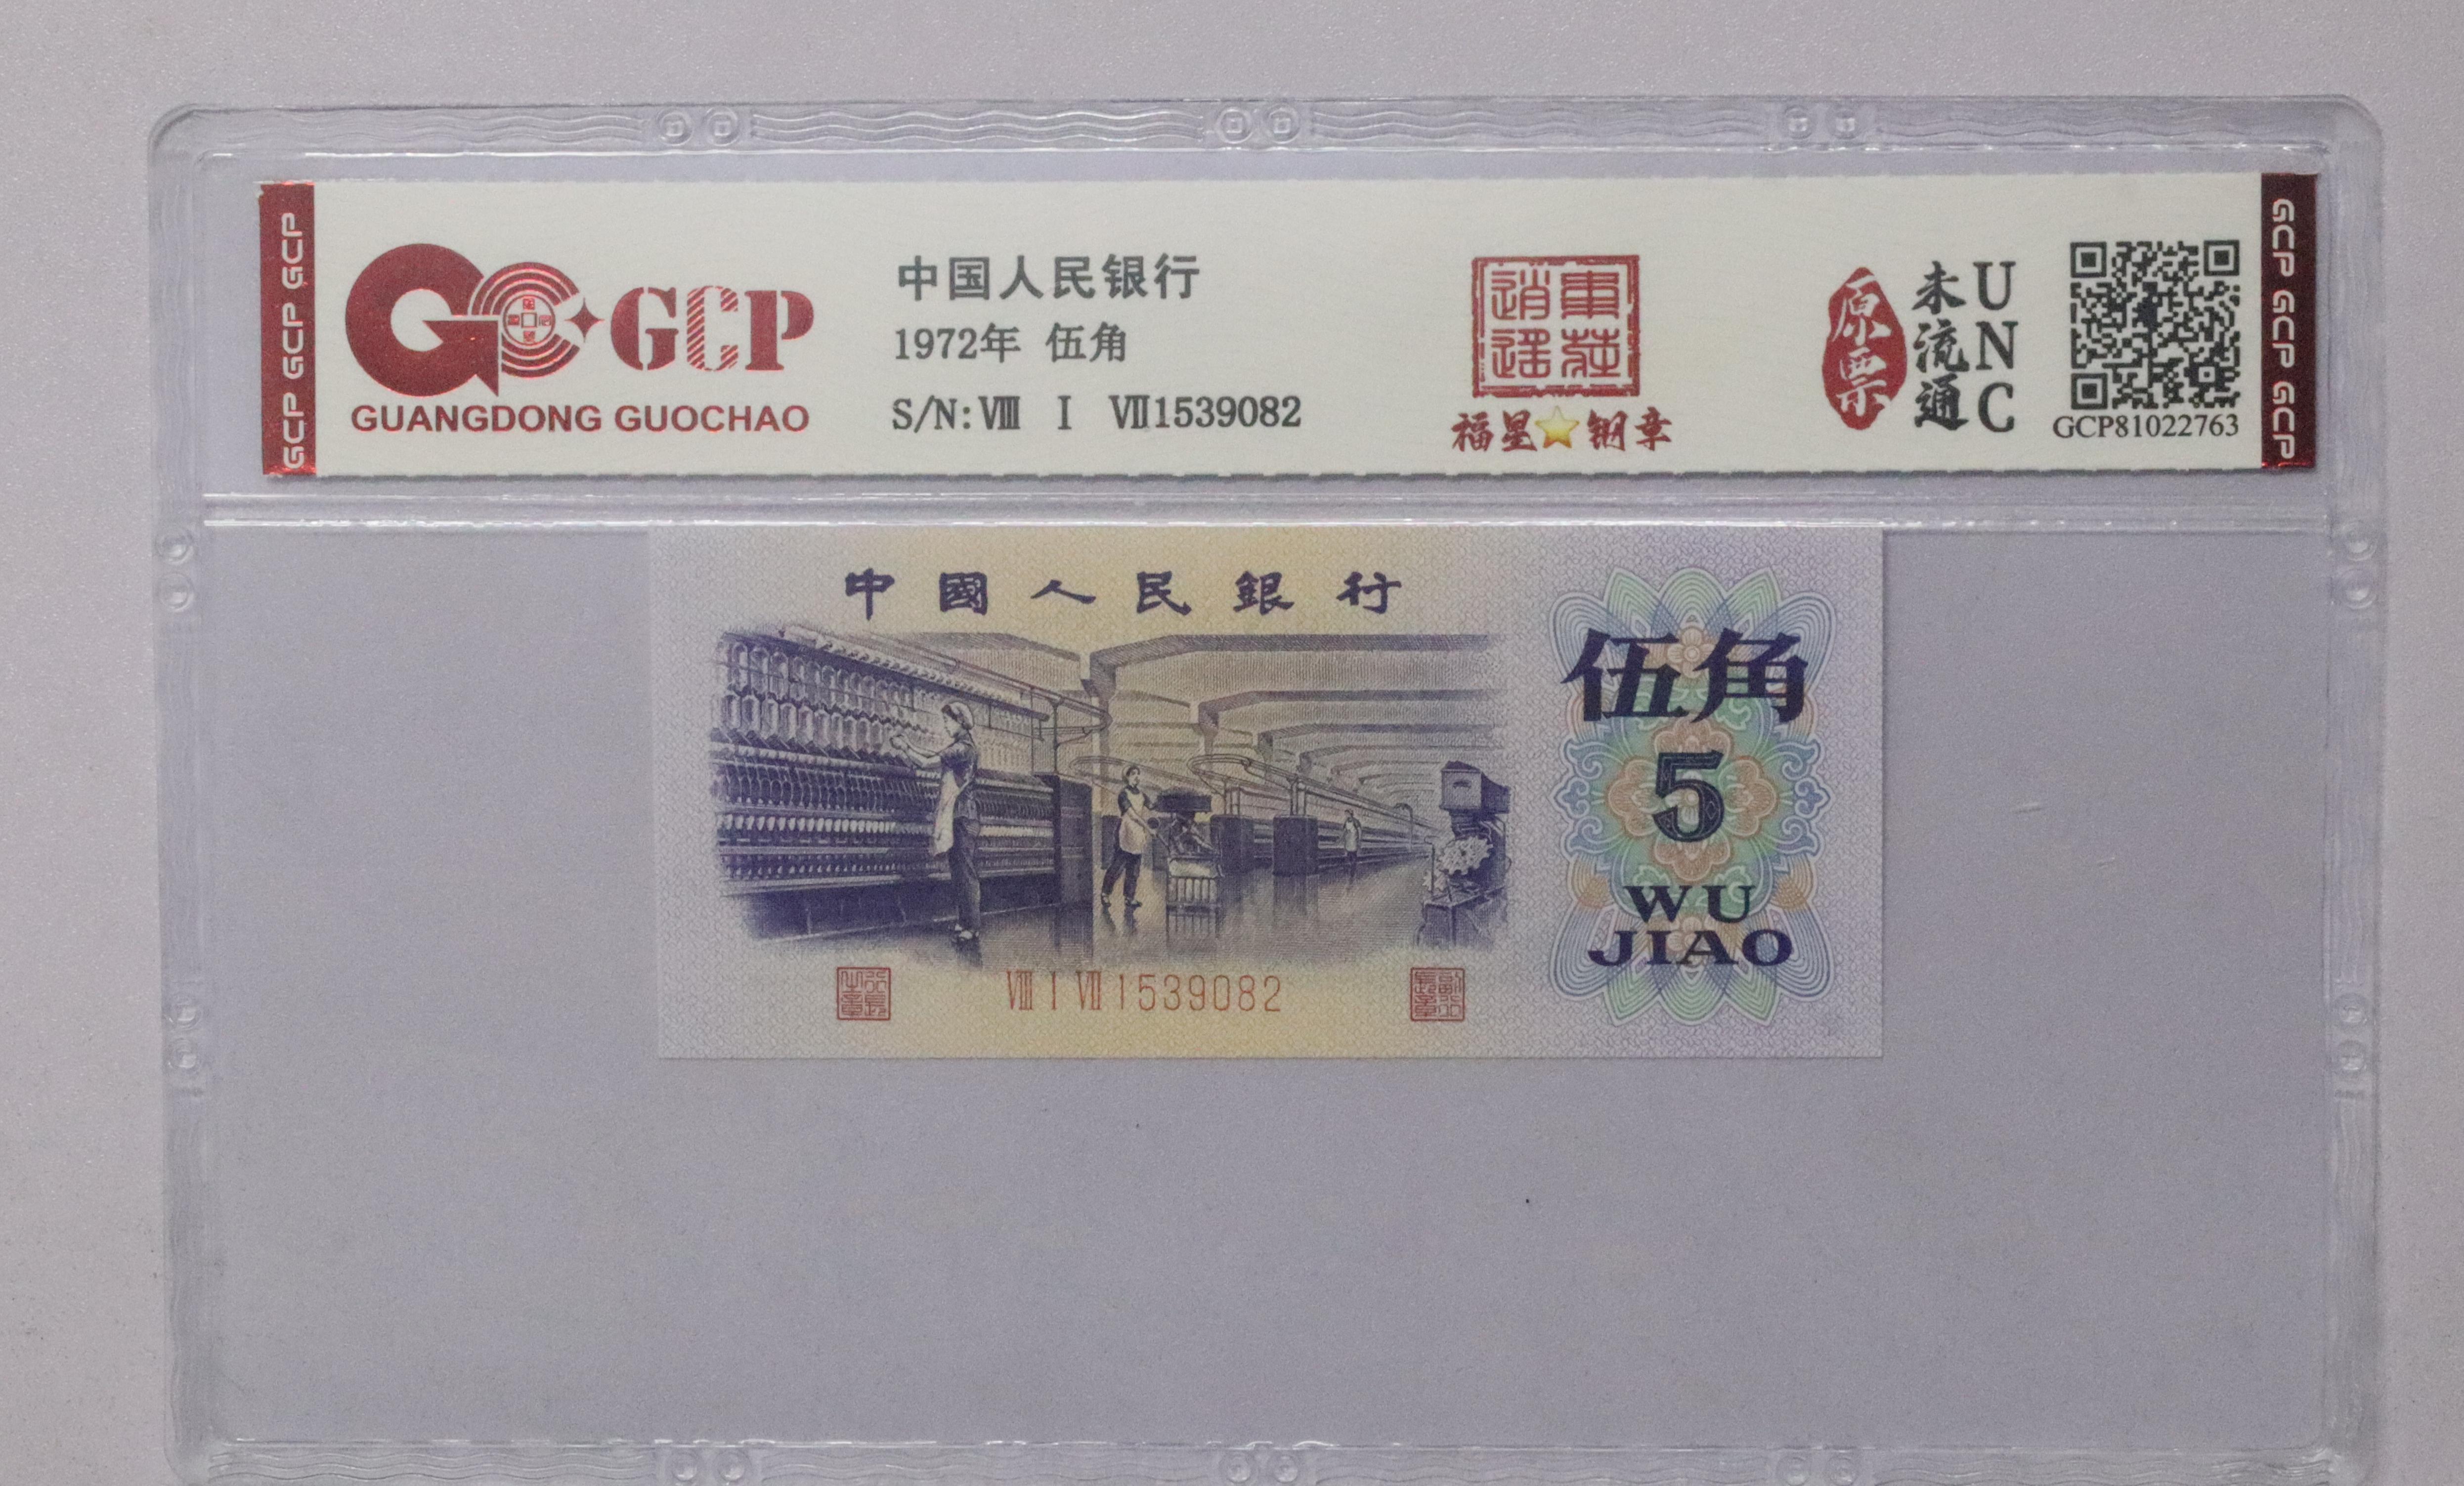 GCP GCP GCP
GCP
GUANGDONG GUOCHAO
中国人民银行
1972年 伍角
S/N:Ⅷ Ⅰ Ⅶ1539082
福星⭐钢章
原票
未流通
UNC
GCP81022763
GCP GCP GCP
中國人民銀行
伍角
5
WU
JIAO
Ⅷ Ⅰ Ⅶ 1539082